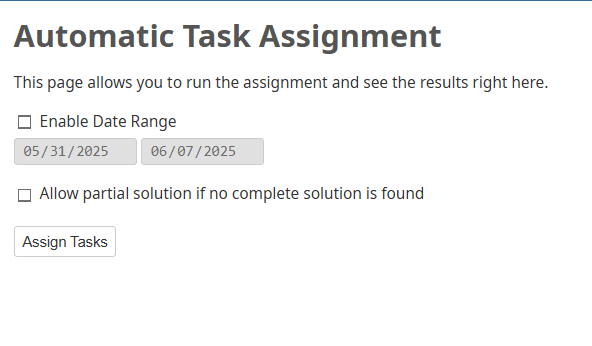 Automatic Task Assignment
This page allows you to run the assignment and see the results right here.
Enable Date Range
05/31/2025 06/07/2025
Allow partial solution if no complete solution is found
Assign Tasks